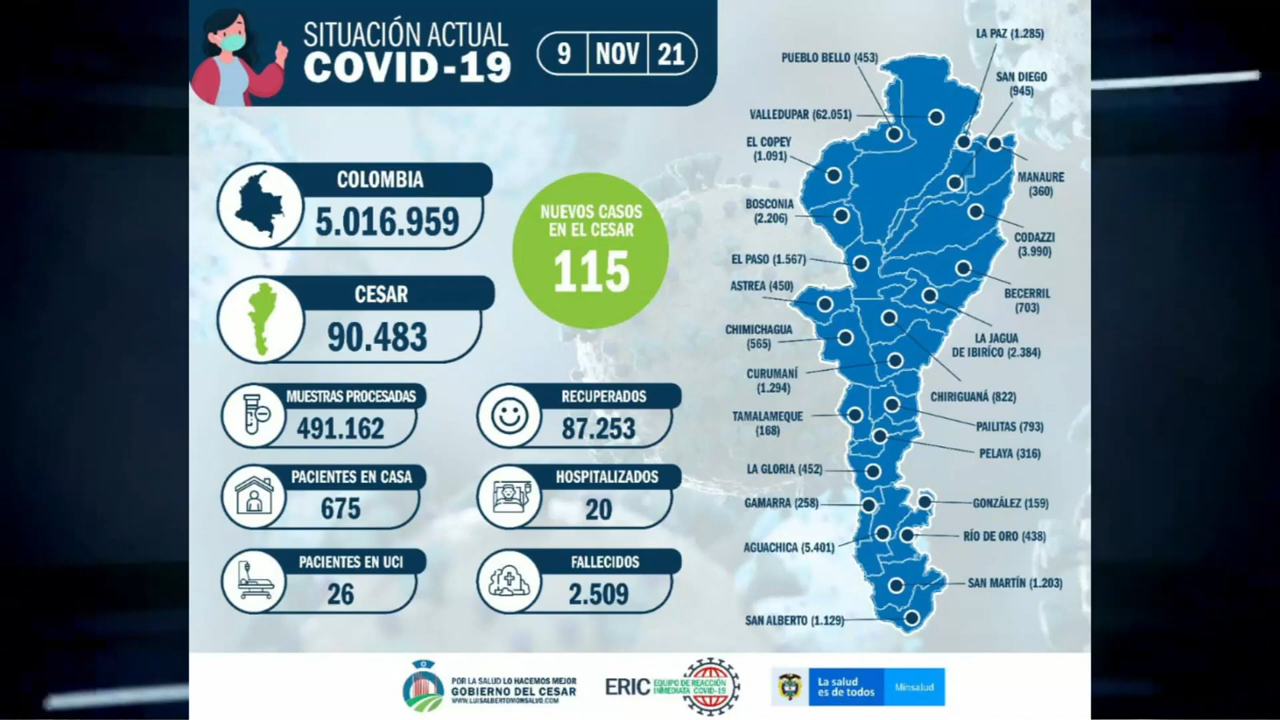 SITUACIÓN ACTUAL
COVID-19
9 NOV 21
COLOMBIA
5.016.959
CESAR
90.483
NUEVOS CASOS
EN EL CESAR
115
MUESTRAS PROCESADAS
491.162
RECUPERADOS
87.253
PACIENTES EN CASA
675
HOSPITALIZADOS
20
PACIENTES EN UCI
26
FALLECIDOS
2.509
LA PAZ (1.285)
PUEBLO BELLO (453)
SAN DIEGO
(945)
VALLEDUPAR (62.051)
EL COPEY
(1.091)
MANAURE
(360)
BOSCONIA
(2.206)
CODAZZI
(3.990)
EL PASO (1.567)
ASTREA (450)
BECERRIL
(703)
CHIMICHAGUA
(565)
LA JAGUA
DE IBIRÍCO (2.384)
CURUMANÍ
(1.294)
CHIRIGUANÁ (822)
TAMALAMEQUE
(168)
PAILITAS (793)
PELAYA (316)
LA GLORIA (452)
GAMARRA (258)
GONZÁLEZ (159)
AGUACHICA (5.401)
RÍO DE ORO (438)
SAN MARTÍN (1.203)
SAN ALBERTO (1.129)
POR LA SALUD LO HACEMOS MEJOR
GOBIERNO DEL CESAR
WWW.LUISALBERTOMONSALVO.COM
ERIC EQUIPO DE REACCIÓN
INMEDIATA COVID-19
La salud
es de todos
Minsalud